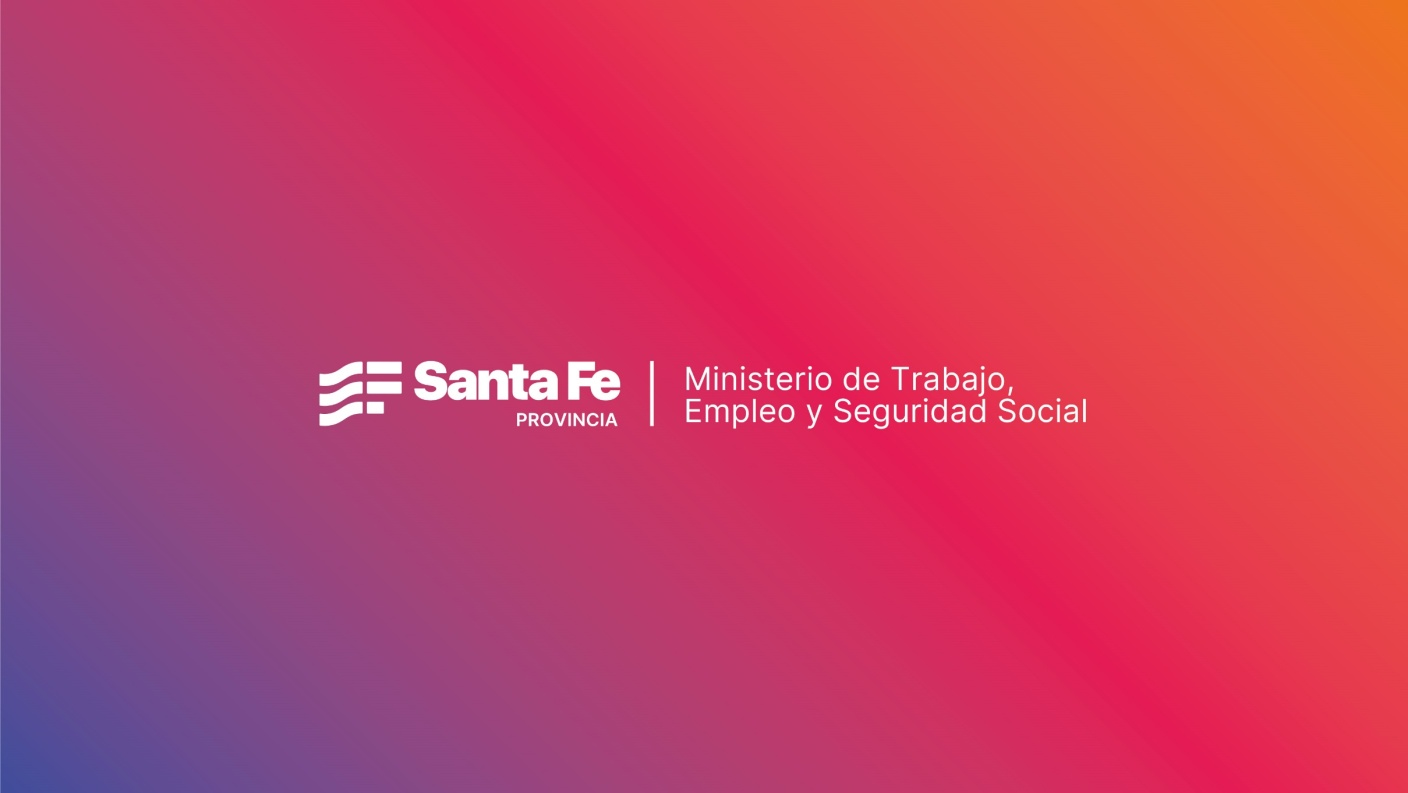 Santa Fe
PROVINCIA
Ministerio de Trabajo,
Empleo y Seguridad Social